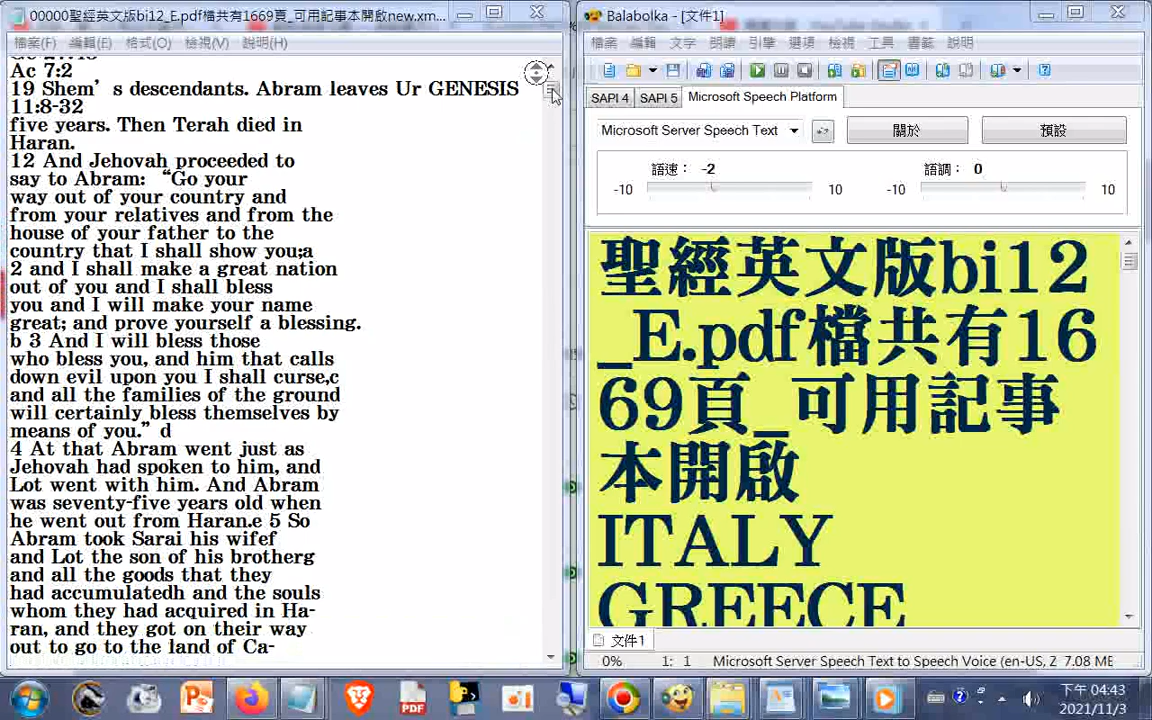 00000聖經英文版bi12_E.pdf檔共有1669頁_可用記事本開啟new.xm...
檔案(F) 編輯(E) 格式(O) 檢視(V) 說明(H)
Ac 7:2
19 Shem’s descendants. Abram leaves Ur GENESIS
11:8-32
five years. Then Terah died in
Haran.
12 And Jehovah proceeded to
say to Abram: “Go your
way out of your country and
from your relatives and from the
house of your father to the
country that I shall show you;a
2 and I shall make a great nation
out of you and I shall bless
you and I will make your name
great; and prove yourself a blessing.
b 3 And I will bless those
who bless you, and him that calls
down evil upon you I shall curse,c
and all the families of the ground
will certainly bless themselves by
means of you.” d
4 At that Abram went just as
Jehovah had spoken to him, and
Lot went with him. And Abram
was seventy-five years old when
he went out from Haran.e 5 So
Abram took Sarai his wifef
and Lot the son of his brotherg
and all the goods that they
had accumulatedh and the souls
whom they had acquired in Ha-
ran, and they got on their way
out to go to the land of Ca-
Balabolka - [文件1]
檔案 編輯 文字 朗讀 引擎 選項 檢視 工具 書籤 說明
SAPI 4 SAPI 5 Microsoft Speech Platform
Microsoft Server Speech Text 關於 預設
語速： -2 語調： 0
-10 10 -10 10
聖經英文版bi12
_E.pdf檔共有16
69頁_可用記事
本開啟
ITALY
GREECE
文件1
0% 1: 1 Microsoft Server Speech Text to Speech Voice (en-US, 2 7.08 ME
PDF
下午 04:43
2021/11/3